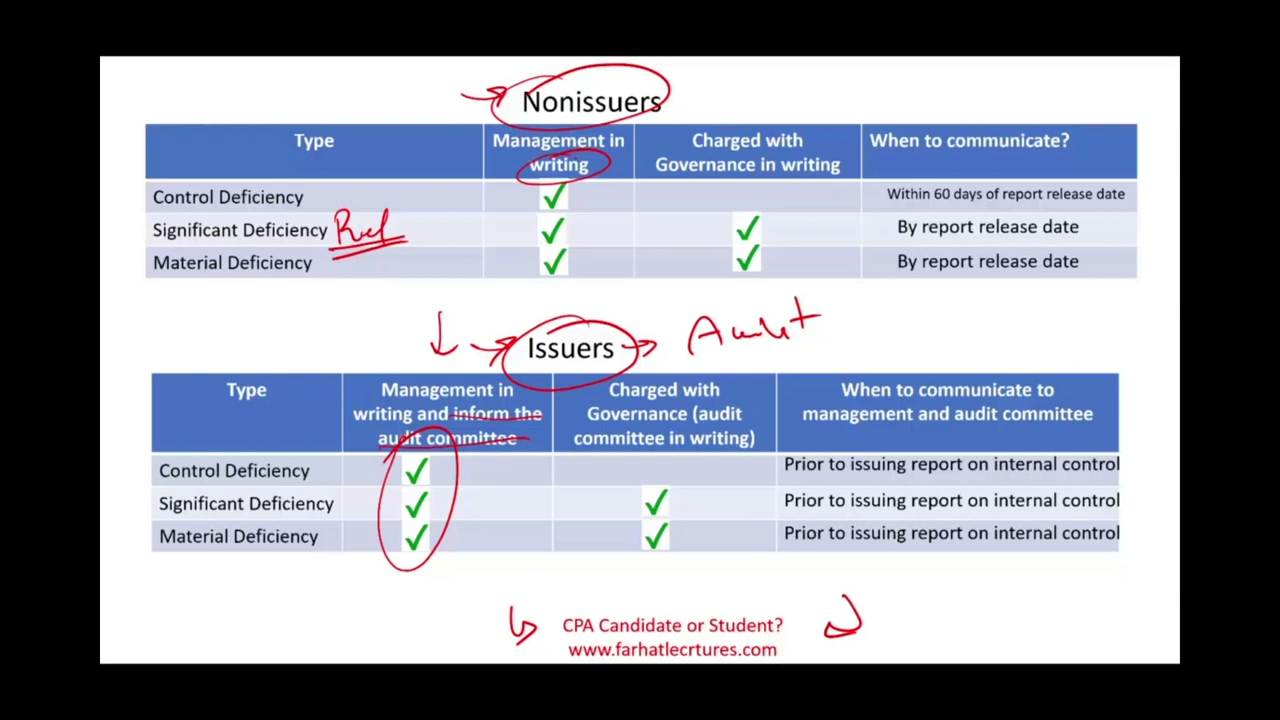 Nonissuers
Type
Management in
writing
Charged with
Governance in writing
When to communicate?
Control Deficiency
Within 60 days of report release date
Significant Deficiency
By report release date
Material Deficiency
By report release date
Issuers
Audit
Type
Management in
writing and inform the
audit committee
Charged with
Governance (audit
committee in writing)
When to communicate to
management and audit committee
Control Deficiency
Prior to issuing report on internal control
Significant Deficiency
Prior to issuing report on internal control
Material Deficiency
Prior to issuing report on internal control
CPA Candidate or Student?
www.farhatlecrtures.com